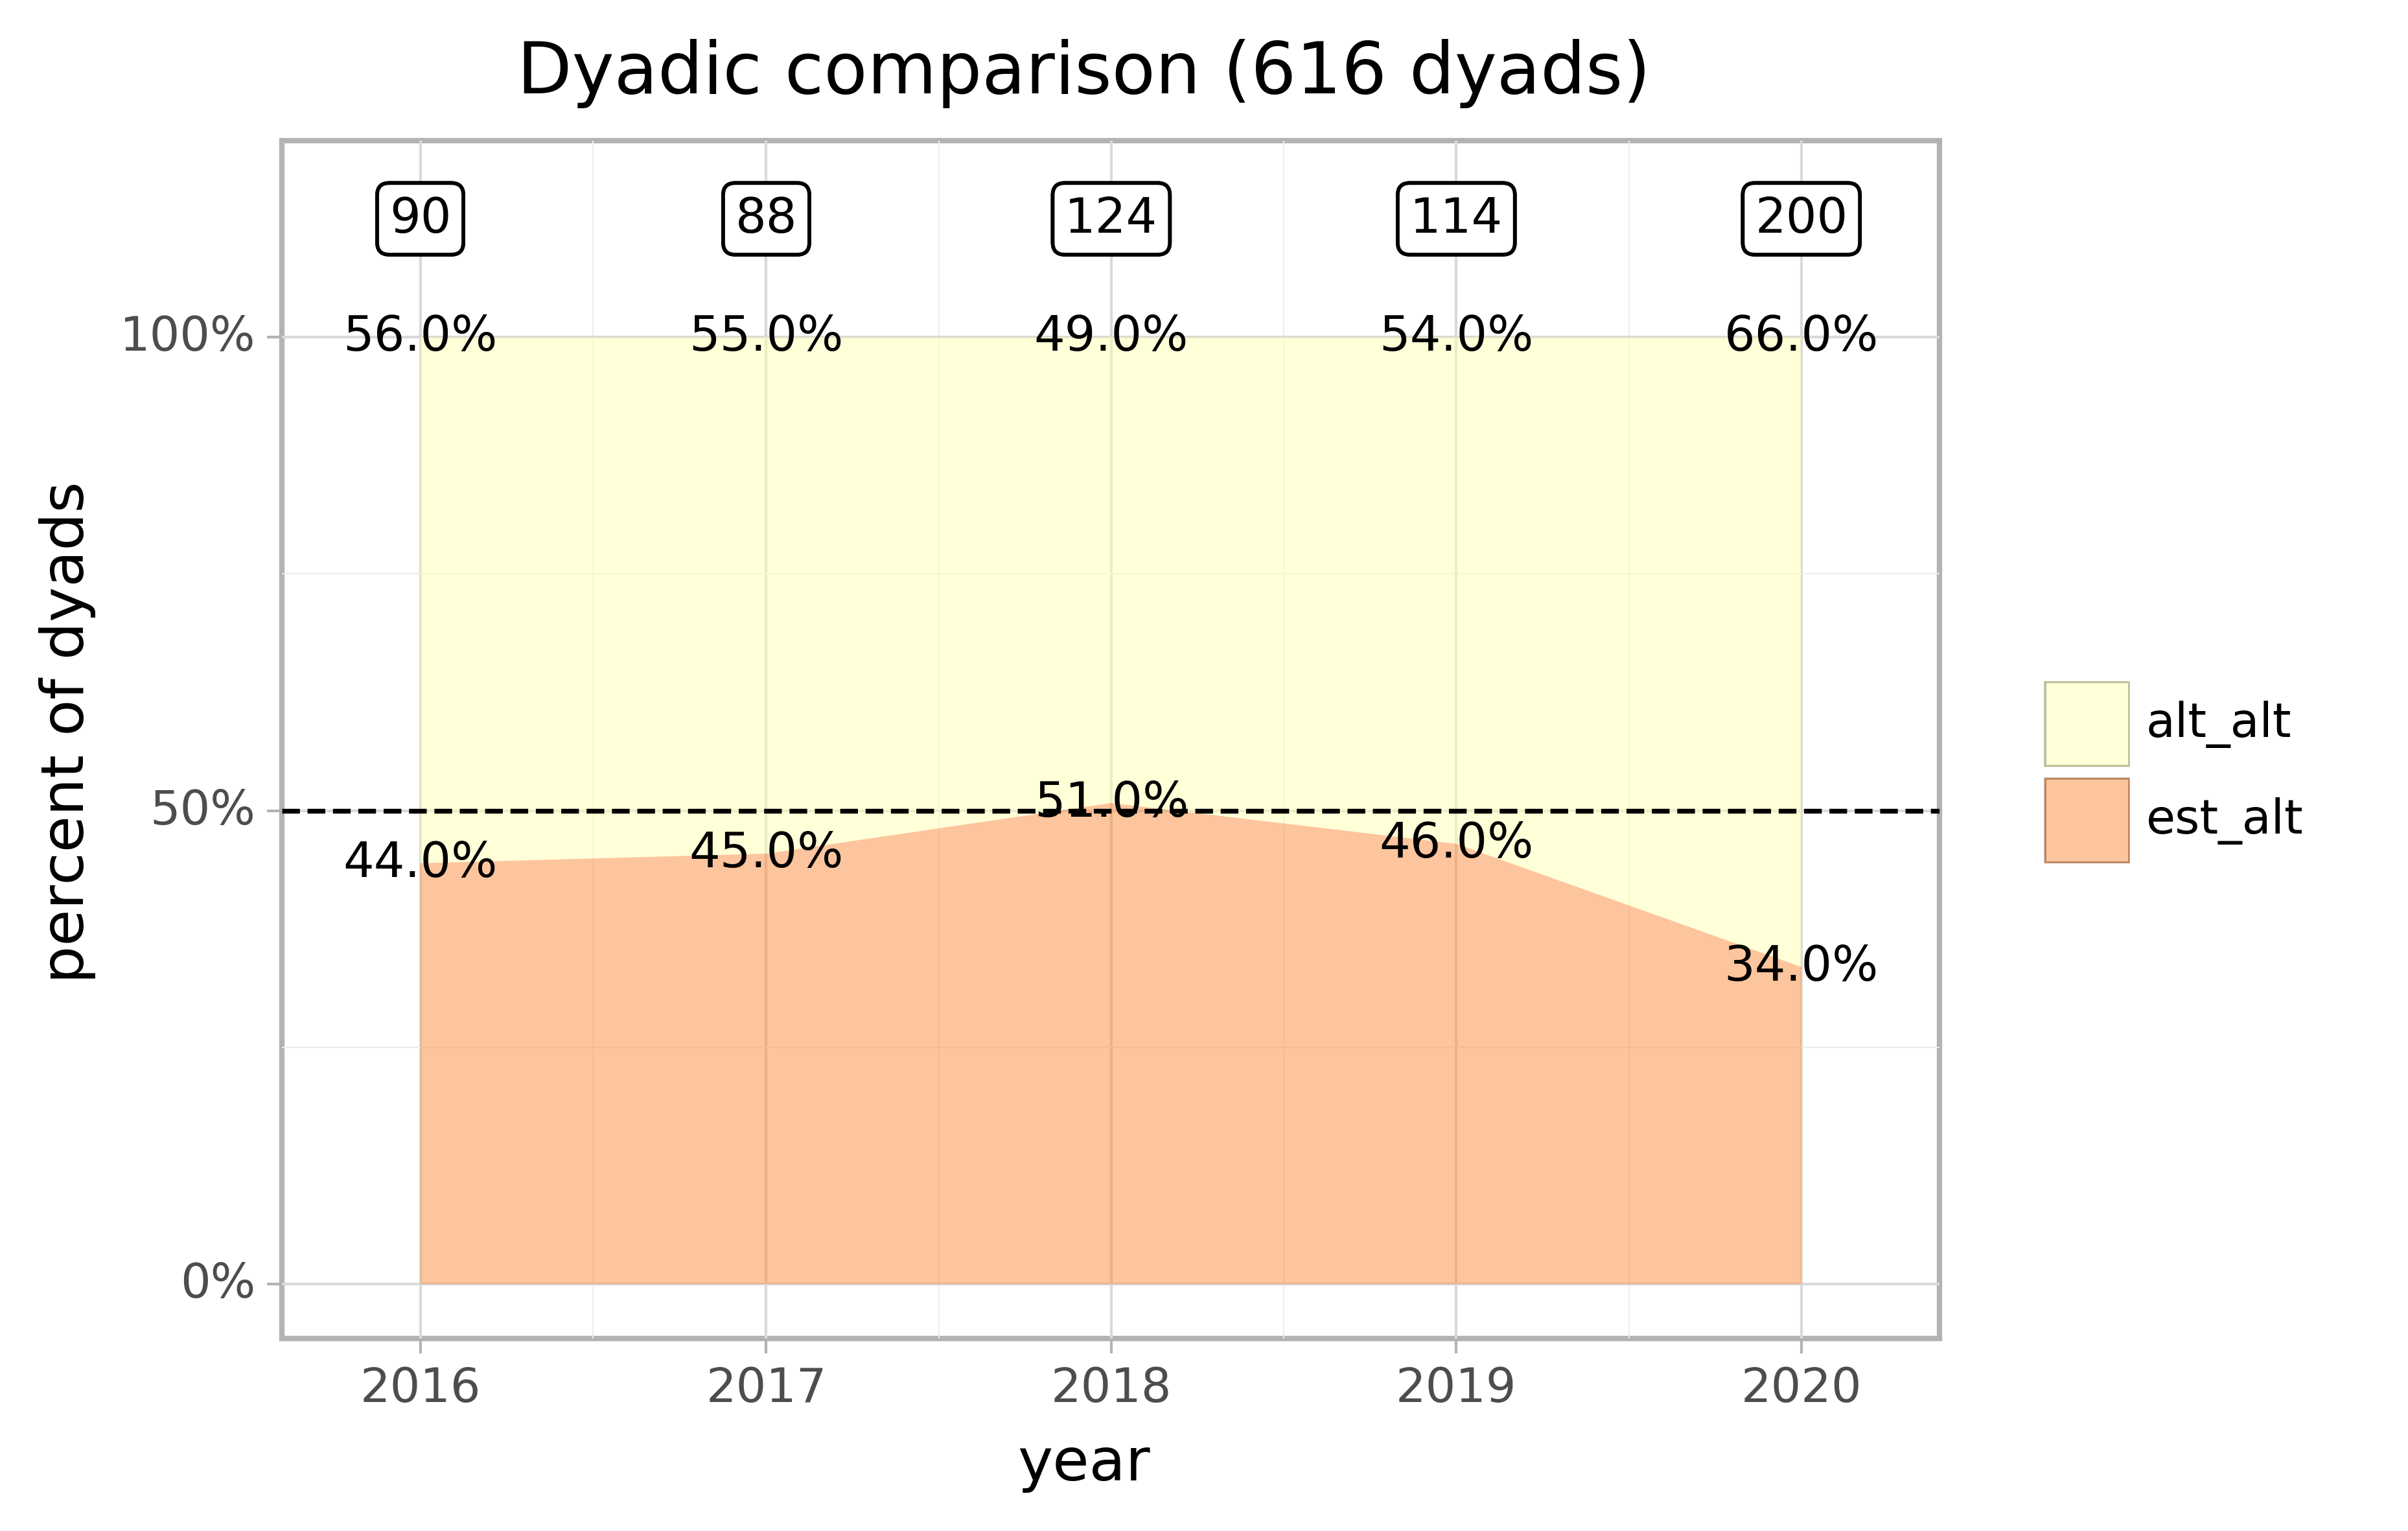 Dyadic comparison (616 dyads)
90 88 124 114 200
100% 56.0% 55.0% 49.0% 54.0% 66.0%
percent of dyads
alt_alt
50% 51.0%
44.0% 45.0% 46.0%
est_alt
34.0%
0%
2016 2017 2018 2019 2020
year